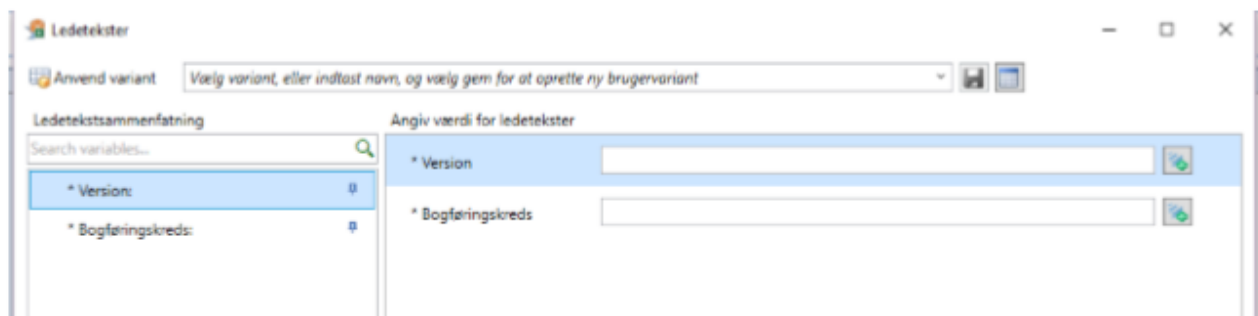 Ledetekster
Anvend variant Vælg variant, eller indtast navn, og vælg gem for at oprette ny brugervariant
Ledetekstsammenfatning
Search variables...
* Version:
* Bogføringskreds:
Angiv værdi for ledetekster
* Version
* Bogføringskreds